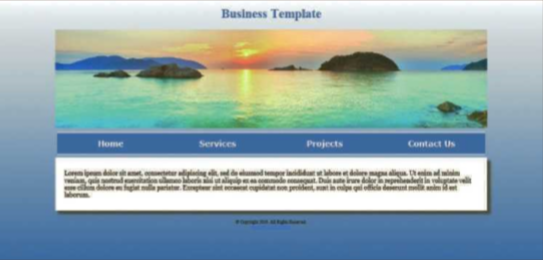 Business Template
Home Services Projects Contact Us
Lorem ipsum dolor sit amet, consectetur adipiscing elit, sed do eiusmod tempor incididunt ut labore et dolore magna aliqua. Ut enim ad minim
veniam, quis nostrud exercitation ullamco laboris nisi ut aliquip ex ea commodo consequat. Duis aute irure dolor in reprehenderit in voluptate velit
esse cillum dolore eu fugiat nulla pariatur. Excepteur sint occaecat cupidatat non proident, sunt in culpa qui officia deserunt mollit anim id est
laborum.
© Copyright All Rights Reserved